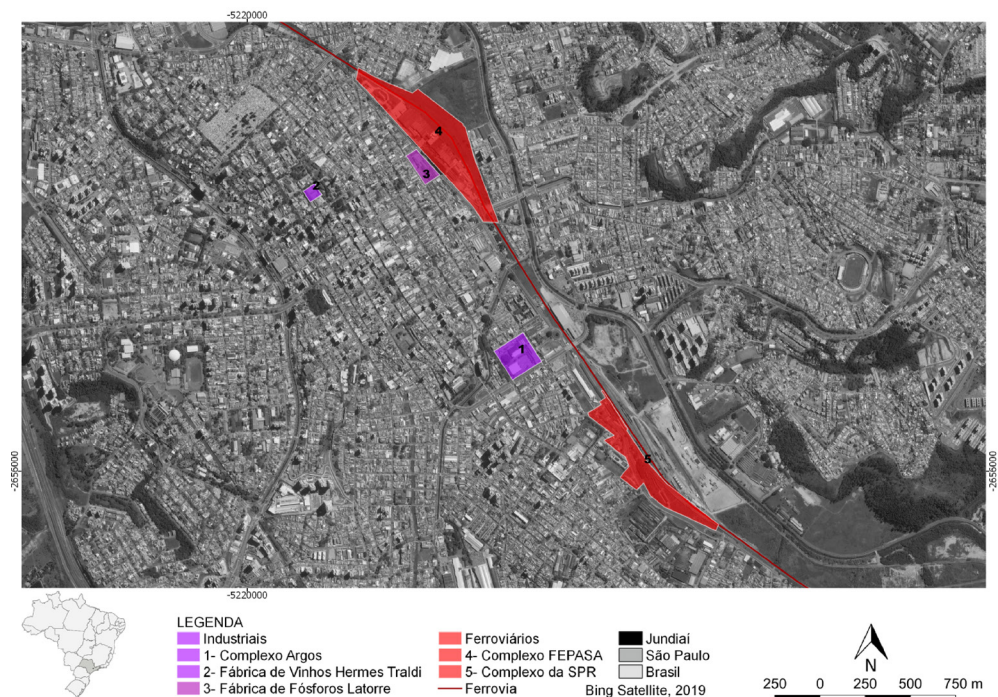 -5220000
4
3
2
1
5
-2656000
-2656000
-5220000
LEGENDA
Industriais
1- Complexo Argos
2- Fábrica de Vinhos Hermes Traldi
3- Fábrica de Fósforos Latorre
Ferroviários
4- Complexo FEPASA
5- Complexo da SPR
Ferrovia
Jundiaí
São Paulo
Brasil
Bing Satellite, 2019
N
250 0 250 500 750 m